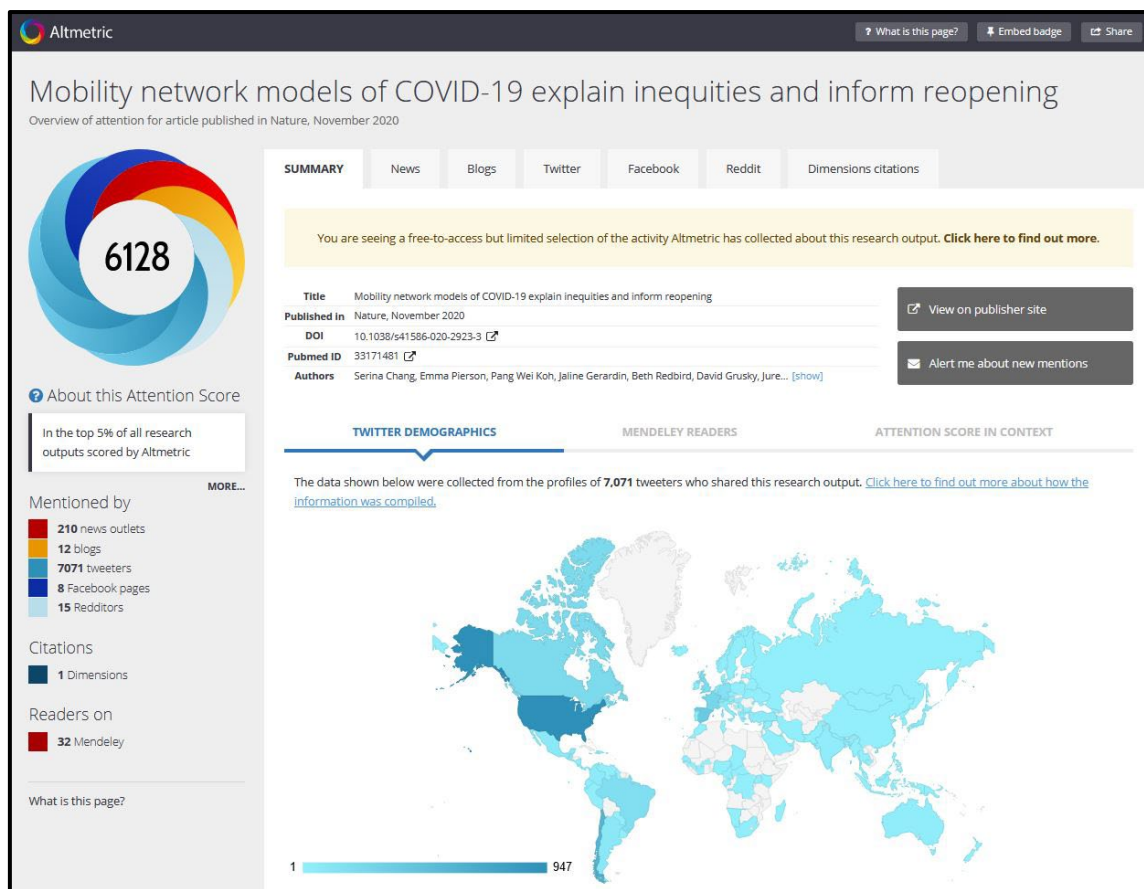 Altmetric
? What is this page?
Embed badge
Share
Mobility network models of COVID-19 explain inequities and inform reopening
Overview of attention for article published in Nature, November 2020
6128
? About this Attention Score
In the top 5% of all research
outputs scored by Altmetric
MORE...
Mentioned by
210 news outlets
12 blogs
7071 tweeters
8 Facebook pages
15 Redditors
Citations
1 Dimensions
Readers on
32 Mendeley
What is this page?
SUMMARY
News
Blogs
Twitter
Facebook
Reddit
Dimensions citations
You are seeing a free-to-access but limited selection of the activity Altmetric has collected about this research output. Click here to find out more.
Title Mobility network models of COVID-19 explain inequities and inform reopening
Published in Nature, November 2020
DOI 10.1038/s41586-020-2923-3
Pubmed ID 33171481
Authors Serina Chang, Emma Pierson, Pang Wei Koh, Jaline Gerardin, Beth Redbird, David Grusky, Jure... [show]
View on publisher site
Alert me about new mentions
TWITTER DEMOGRAPHICS
MENDELEY READERS
ATTENTION SCORE IN CONTEXT
The data shown below were collected from the profiles of 7,071 tweeters who shared this research output. Click here to find out more about how the
information was compiled.
1
947